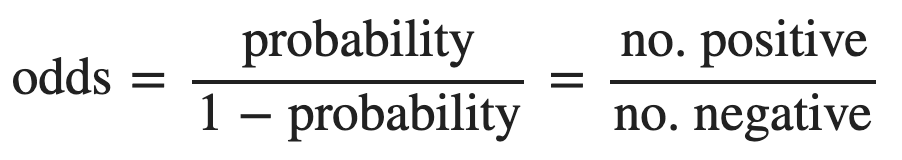 odds = probability / 1 − probability = no. positive / no. negative